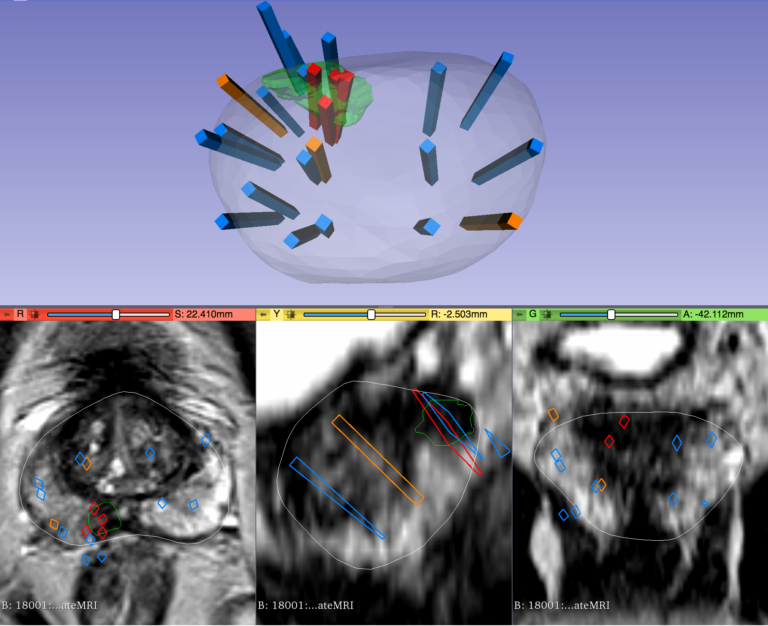 R S: 22.410mm
Y R: -2.503mm
G A: -42.112mm
B: 18001:...ateMRI
B: 18001:...ateMRI
B: 18001:...ateMRI